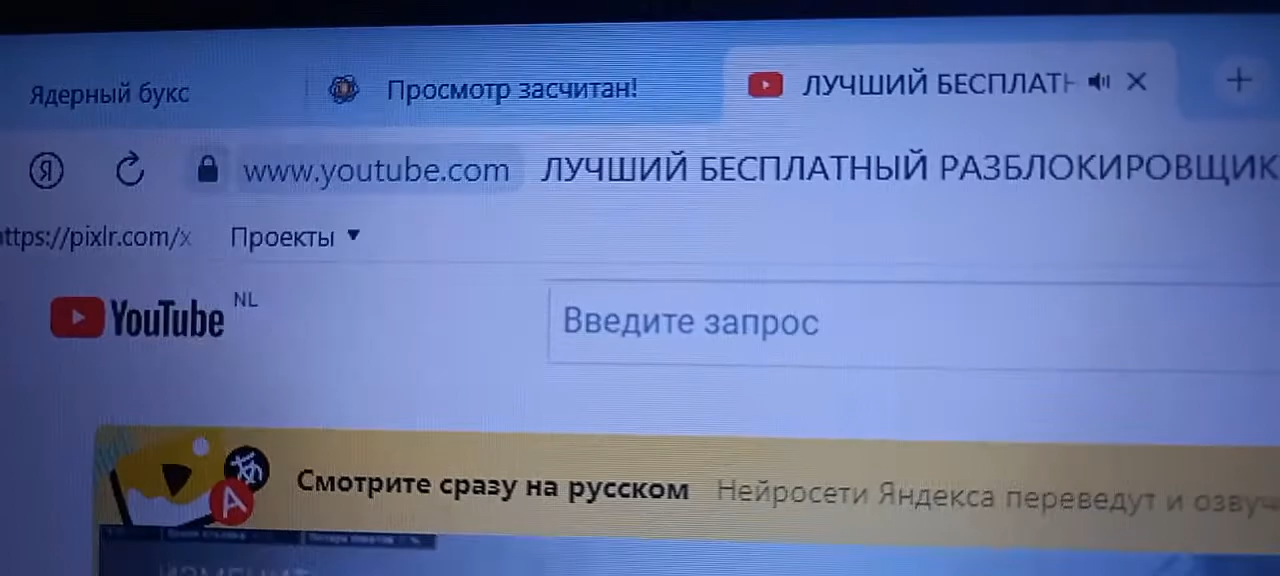 Ядерный букс Просмотр засчитан! ЛУЧШИЙ БЕСПЛАТН
Я www.youtube.com ЛУЧШИЙ БЕСПЛАТНЫЙ РАЗБЛОКИРОВЩИК
ttps://pixlr.com/x Проекты
YouTube NL Введите запрос
Смотрите сразу на русском Нейросети Яндекса переведут и озвуч